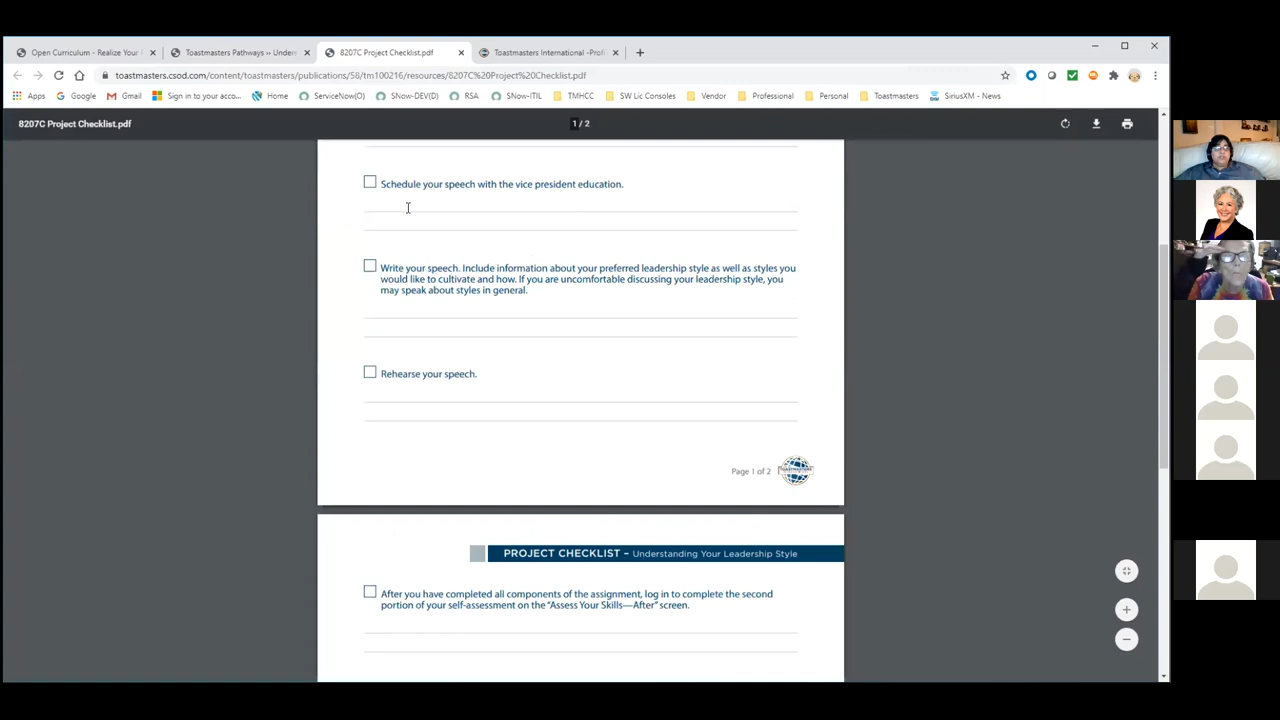 Open Curriculum - Realize Your
Toastmasters Pathways ›› Unders
8207C Project Checklist.pdf
Toastmasters International -Profi
toastmasters.csod.com/content/toastmasters/publications/58/tm100216/resources/8207C%20Project%20Checklist.pdf
Apps
Google
Gmail
Sign in to your acco...
Home
ServiceNow(O)
SNow-DEV(D)
RSA
SNow-ITIL
TMHCC
SW Lic Consoles
Vendor
Professional
Personal
Toastmasters
SiriusXM - News
8207C Project Checklist.pdf
1 / 2
Schedule your speech with the vice president education.
Write your speech. Include information about your preferred leadership style as well as styles you
would like to cultivate and how. If you are uncomfortable discussing your leadership style, you
may speak about styles in general.
Rehearse your speech.
Page 1 of 2
TOASTMASTERS
PROJECT CHECKLIST – Understanding Your Leadership Style
After you have completed all components of the assignment, log in to complete the second
portion of your self-assessment on the “Assess Your Skills—After” screen.